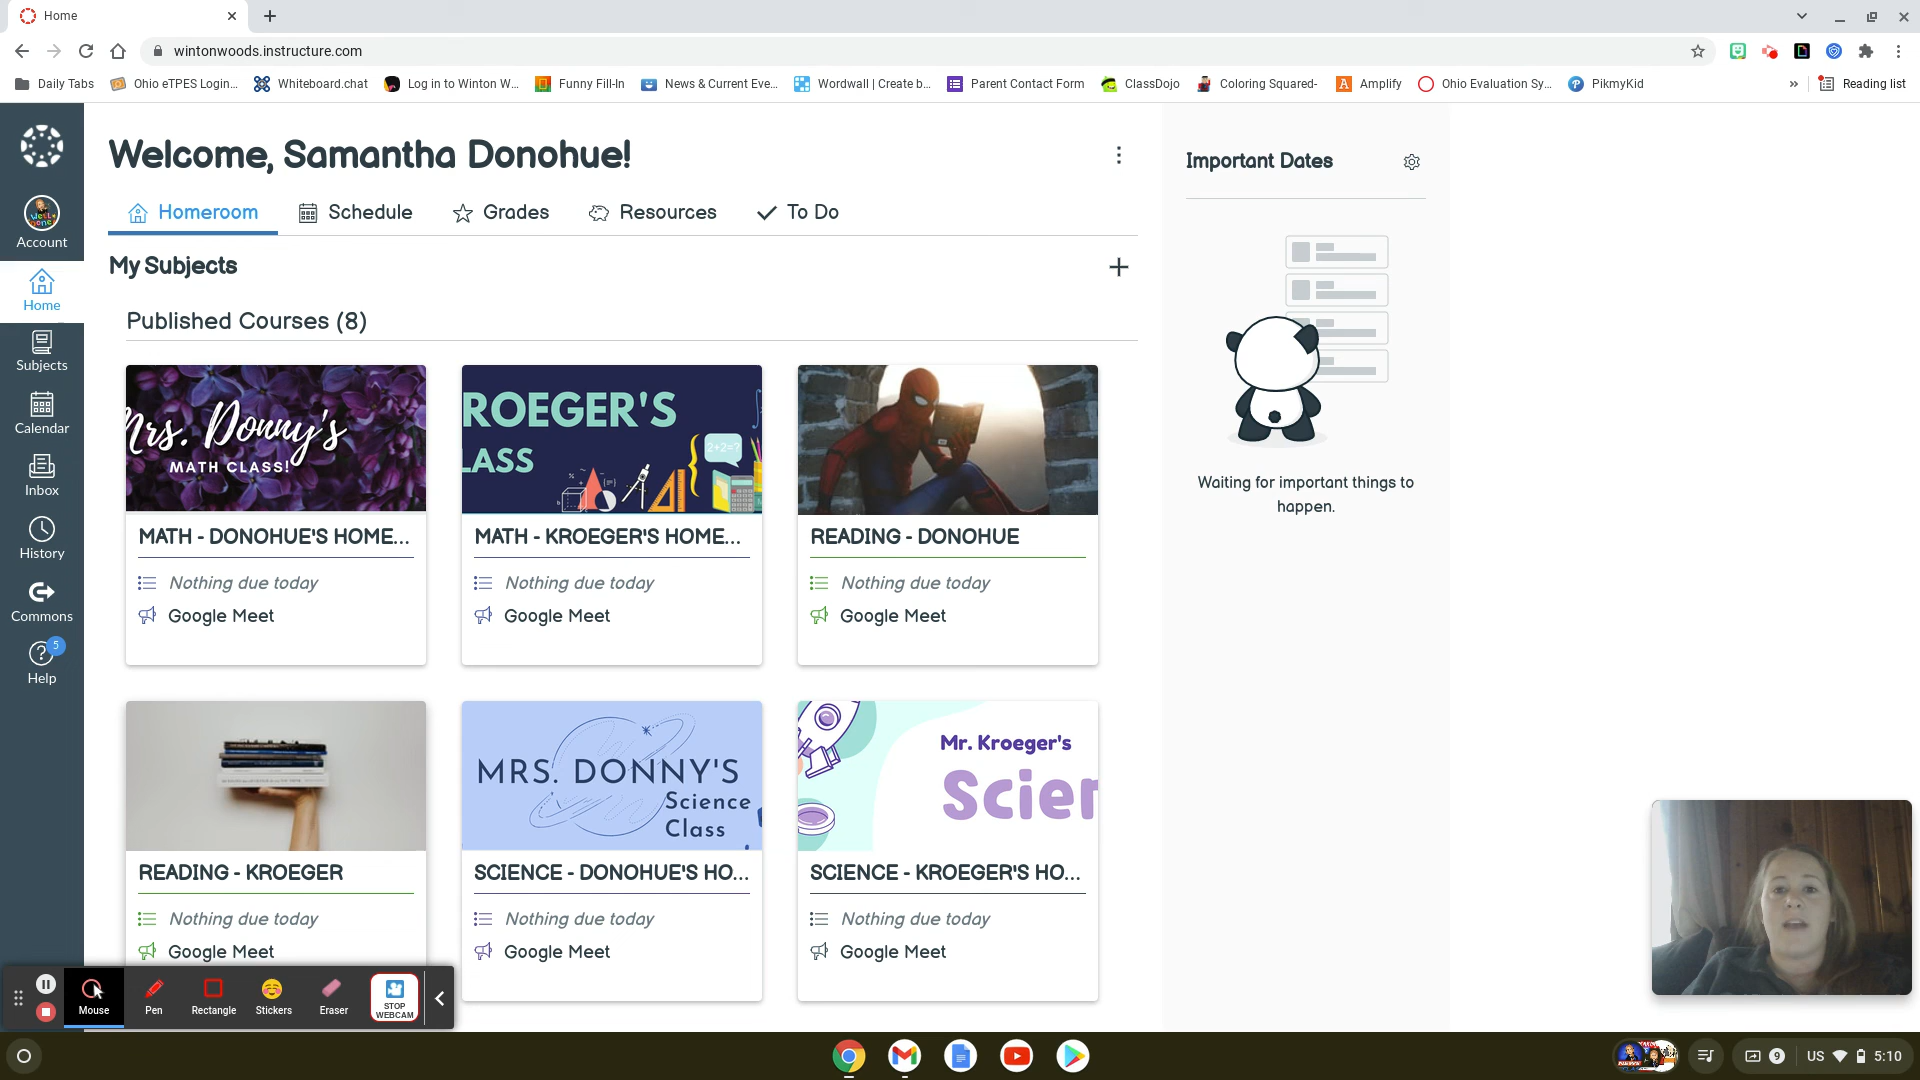 Home
wintonwoods.instructure.com
Daily Tabs
Ohio eTPES Login...
Whiteboard.chat
Log in to Winton W...
Funny Fill-In
News & Current Eve...
Wordwall | Create b...
Parent Contact Form
ClassDojo
Coloring Squared-
Amplify
Ohio Evaluation Sy...
PikmyKid
»
Reading list
Account
Home
Subjects
Calendar
Inbox
History
Commons
5
Help
Welcome, Samantha Donohue!
Homeroom
Schedule
Grades
Resources
To Do
My Subjects
Published Courses (8)
Mrs. Donny's
MATH CLASS!
MATH - DONOHUE'S HOME...
Nothing due today
Google Meet
ROEGER'S
LASS
2+2=?
MATH - KROEGER'S HOME...
Nothing due today
Google Meet
READING - DONOHUE
Nothing due today
Google Meet
READING - KROEGER
Nothing due today
Google Meet
MRS. DONNY'S
Science
Class
SCIENCE - DONOHUE'S HO...
Nothing due today
Google Meet
Mr. Kroeger's
Scien
SCIENCE - KROEGER'S HO...
Nothing due today
Google Meet
Important Dates
Waiting for important things to
happen.
Mouse
Pen
Rectangle
Stickers
Eraser
STOP
WEBCAM
9
US
5:10